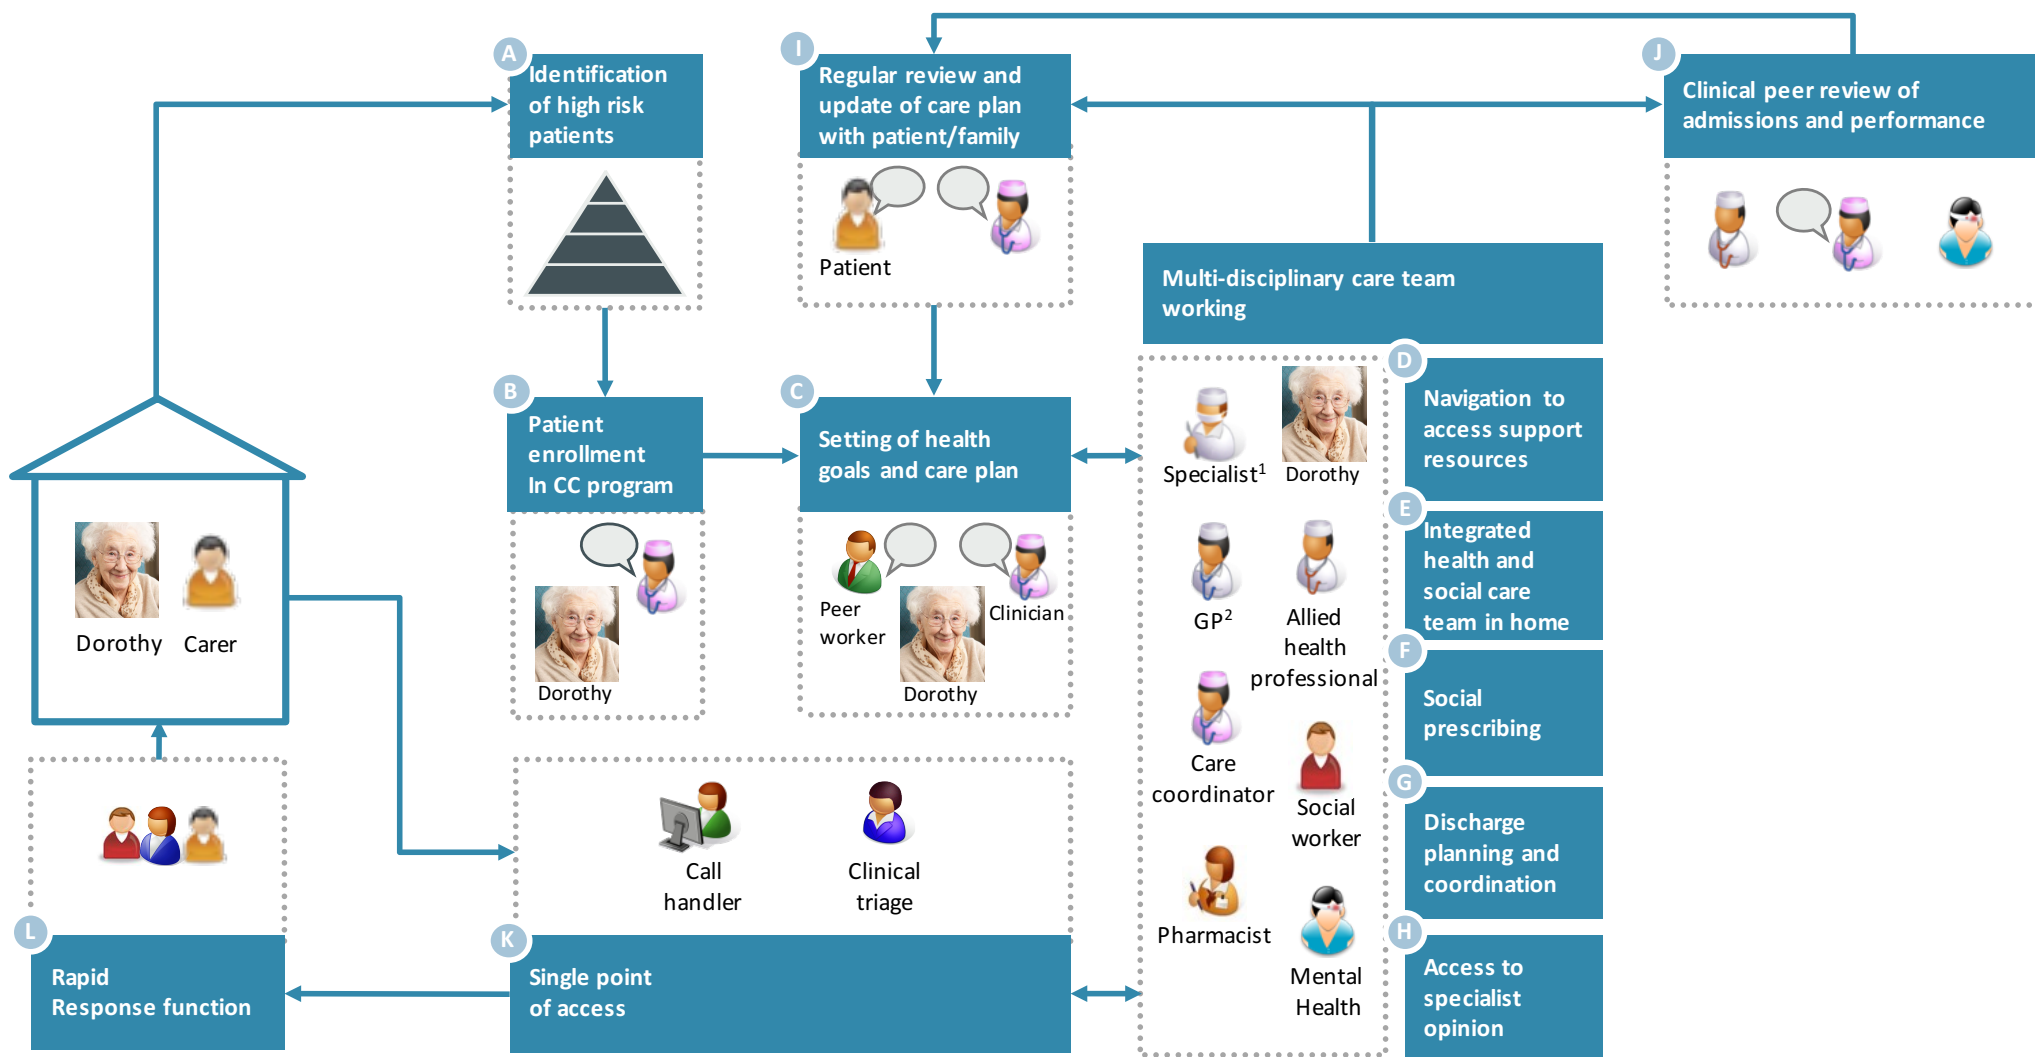 A
Identification
of high risk
patients
I
Regular review and
update of care plan
with patient/family
Patient
J
Clinical peer review of
admissions and performance
Multi-disciplinary care team
working
B
Patient
enrollment
In CC program
Dorothy
C
Setting of health
goals and care plan
Peer
worker
Clinician
Dorothy
Specialist1
Dorothy
GP2
Allied
health
professional
Care
coordinator
Social
worker
Pharmacist
Mental
Health
D
Navigation to
access support
resources
E
Integrated
health and
social care
team in home
F
Social
prescribing
G
Discharge
planning and
coordination
H
Access to
specialist
opinion
Dorothy
Carer
Call
handler
Clinical
triage
L
Rapid
Response function
K
Single point
of access